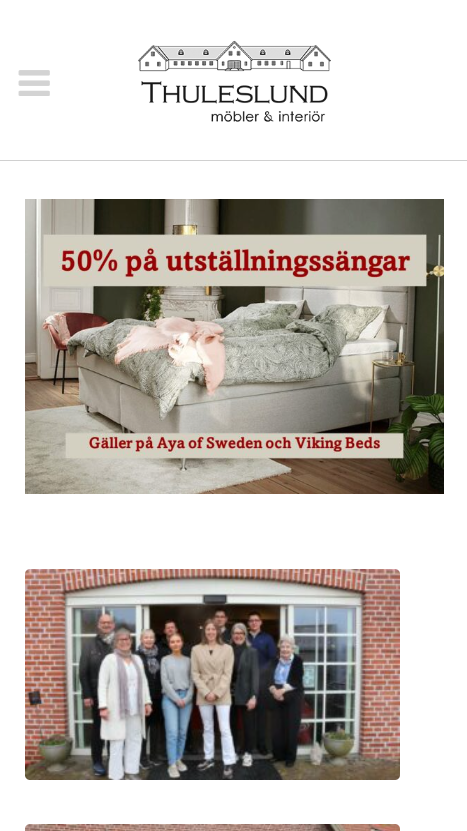 THULESLUND
möbler & interiör
50% på utställningssängar
Gäller på Aya of Sweden och Viking Beds